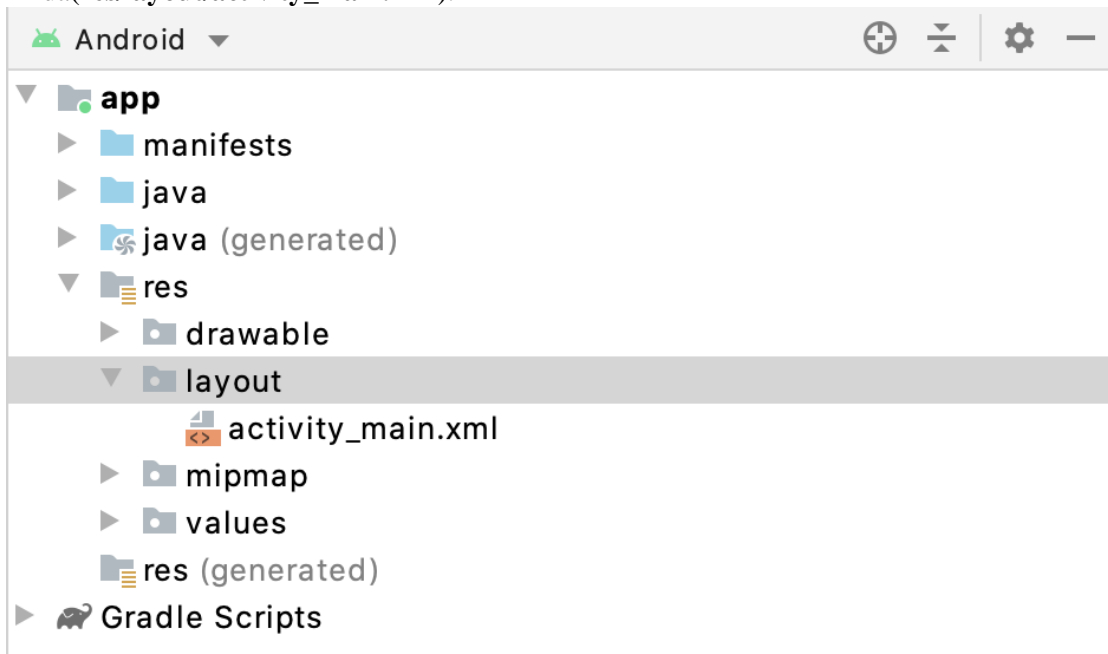 Android
app
manifests
java
java (generated)
res
drawable
layout
activity_main.xml
mipmap
values
res (generated)
Gradle Scripts